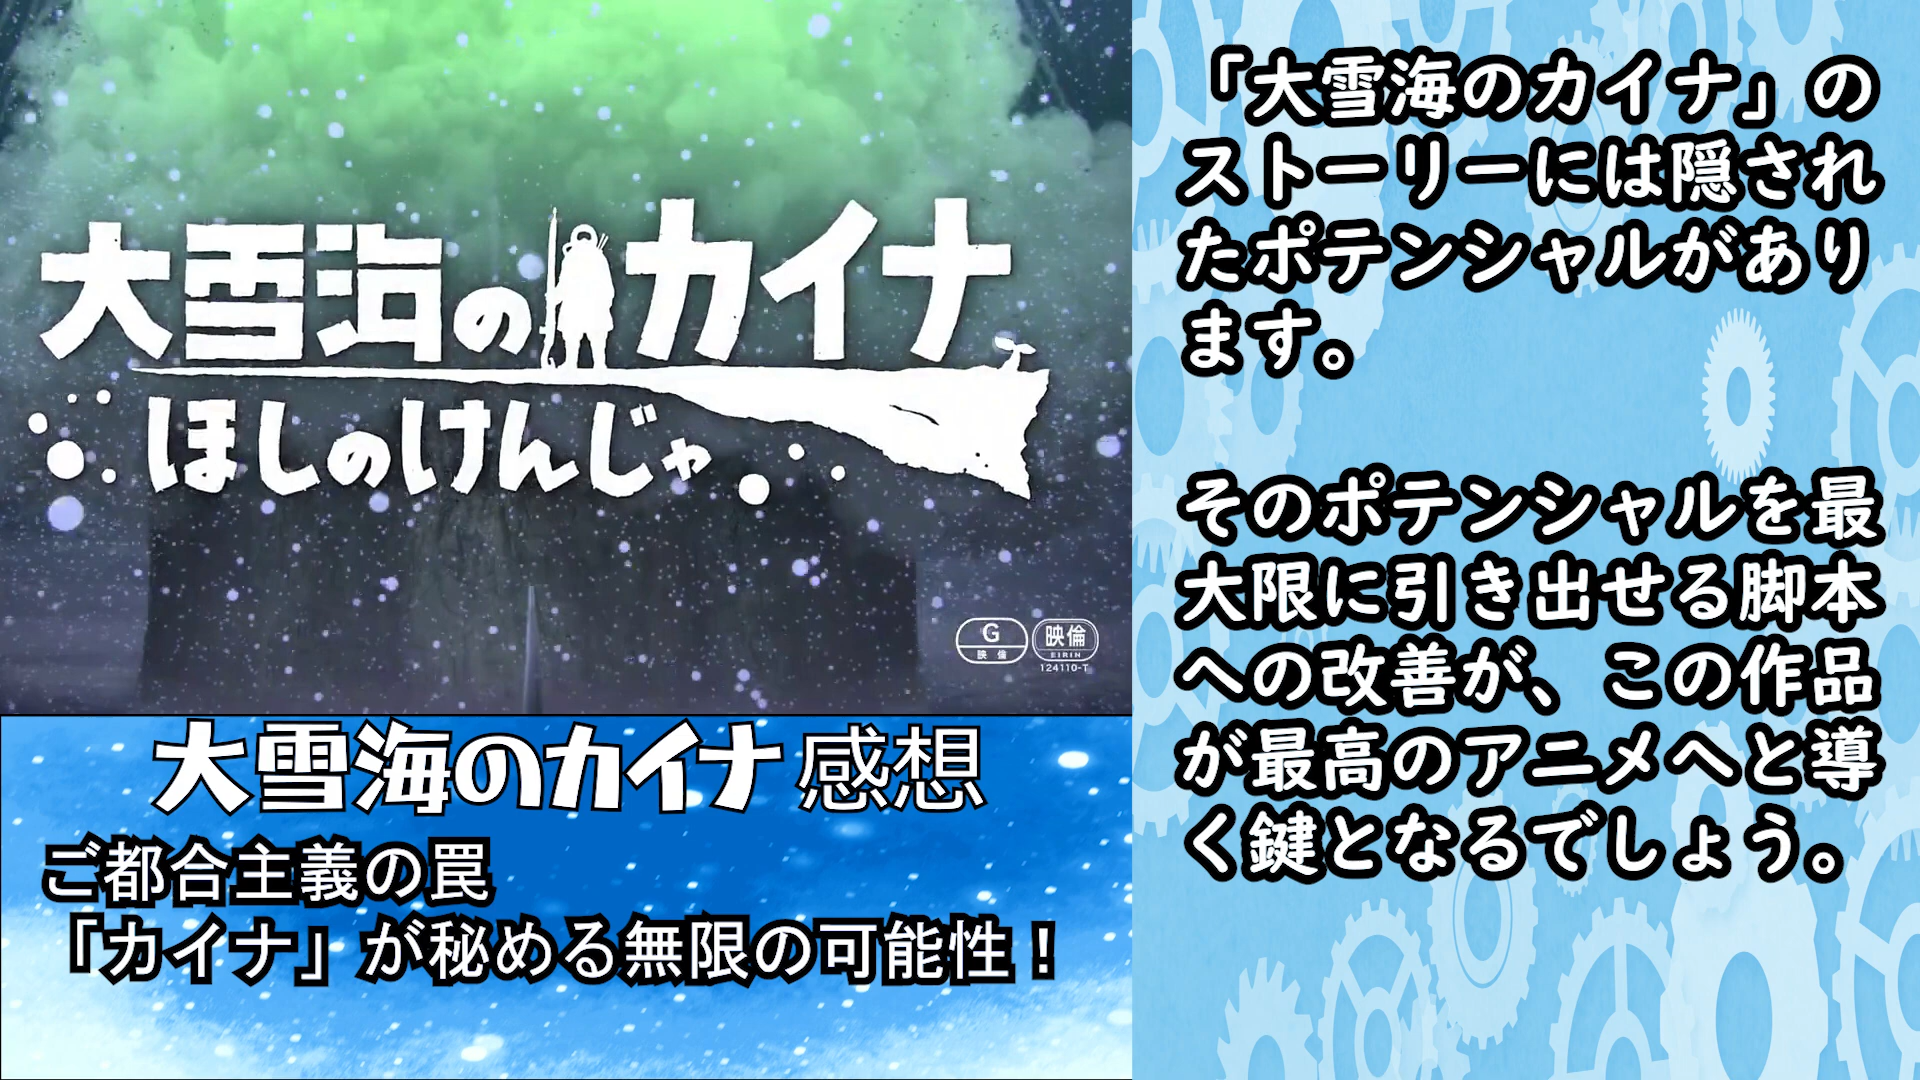 大雪海のカイナ
ほしのけんじゃ
G
映倫
映倫
EIRIN
124110-T
大雪海のカイナ感想
ご都合主義の罠
「カイナ」が秘める無限の可能性！
「大雪海のカイナ」の
ストーリーには隠され
たポテンシャルがあり
ます。
そのポテンシャルを最
大限に引き出せる脚本
への改善が、この作品
が最高のアニメへと導
く鍵となるでしょう。